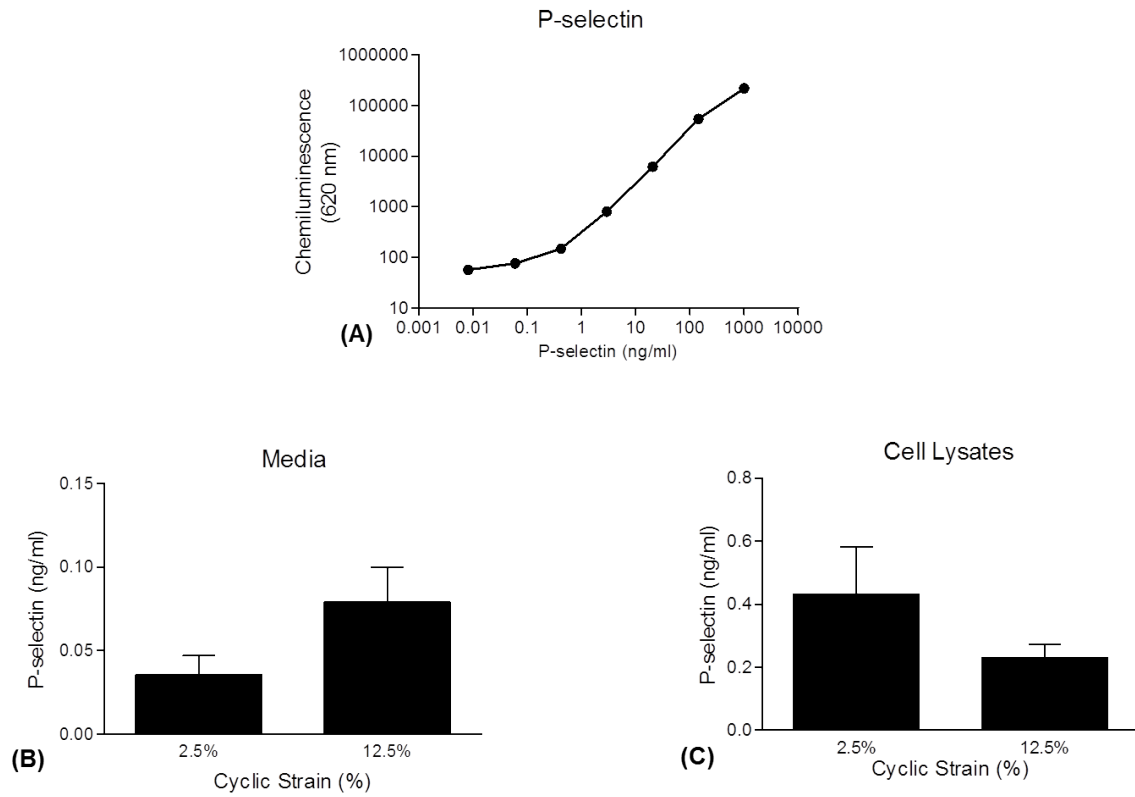 P-selectin
1000000
100000
10000
1000
100
10
Chemiluminescence
(620 nm)
0.001 0.01 0.1 1 10 100 1000 10000
P-selectin (ng/ml)
(A)
Media
0.15
0.10
0.05
0.00
P-selectin (ng/ml)
2.5% 12.5%
Cyclic Strain (%)
(B)
Cell Lysates
0.8
0.6
0.4
0.2
0.0
P-selectin (ng/ml)
2.5% 12.5%
Cyclic Strain (%)
(C)